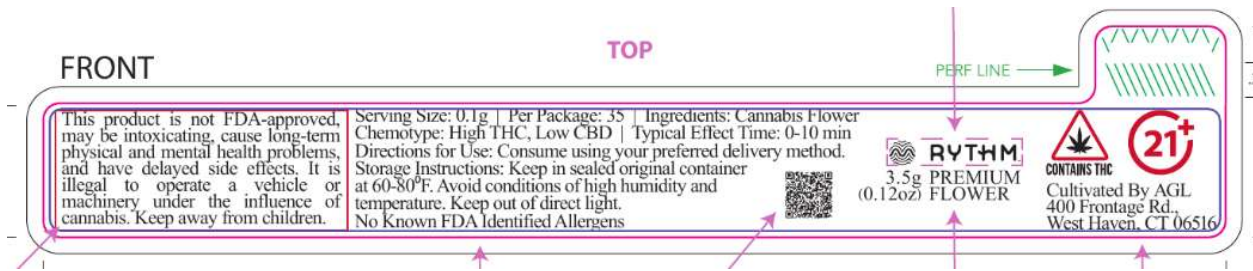 TOP
FRONT
PERF LINE
This product is not FDA-approved,
may be intoxicating, cause long-term
physical and mental health problems,
and have delayed side effects. It is
illegal to operate a vehicle or
machinery under the influence of
cannabis. Keep away from children.
Serving Size: 0.1g | Per Package: 35 | Ingredients: Cannabis Flower
Chemotype: High THC, Low CBD | Typical Effect Time: 0-10 min
Directions for Use: Consume using your preferred delivery method.
Storage Instructions: Keep in sealed original container
at 60-80⁰F. Avoid conditions of high humidity and
temperature. Keep out of direct light.
No Known FDA Identified Allergens
RYTHM
3.5g PREMIUM
(0.12oz) FLOWER
CONTAINS THC
21+
Cultivated By AGL
400 Frontage Rd.,
West Haven, CT 06516